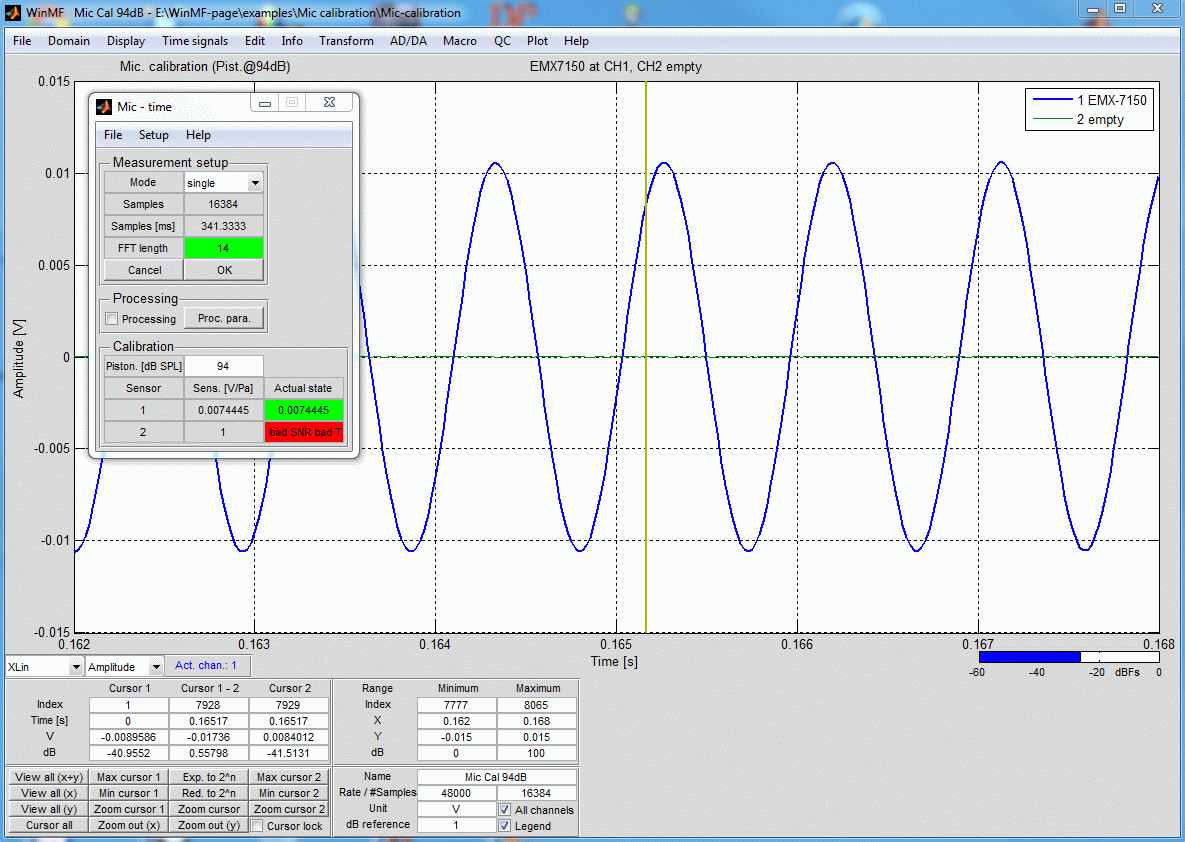 WinMF   Mic Cal 94dB - E:\WinMF-page\examples\Mic calibration\Mic-calibration
File Domain Display Time signals Edit Info Transform AD/DA Macro QC Plot Help
Mic. calibration (Pist.@94dB) EMX7150 at CH1, CH2 empty
0.015
0.01
0.005
0
-0.005
-0.01
-0.015
Amplitude [V]
1 EMX-7150
2 empty
Mic - time
File Setup Help
Measurement setup
Mode single
Samples 16384
Samples [ms] 341.3333
FFT length 14
Cancel OK
Processing
Processing Proc. para.
Calibration
Piston. [dB SPL] 94
Sensor Sens. [V/Pa] Actual state
1 0.0074445 0.0074445
2 1 bad SNR bad T
0.162 0.163 0.164 0.165 0.166 0.167 0.168
Time [s]
XLin Amplitude Act. chan.: 1
-60 -40 -20 dBFs 0
Cursor 1 Cursor 1 - 2 Cursor 2
Index 1 7928 7929
Time [s] 0 0.16517 0.16517
V -0.0089586 -0.01736 0.0084012
dB -40.9552 0.55798 -41.5131
Range Minimum Maximum
Index 7777 8065
X 0.162 0.168
Y -0.015 0.015
dB 0 100
View all (x+y) Max cursor 1 Exp. to 2^n Max cursor 2
View all (x) Min cursor 1 Red. to 2^n Min cursor 2
View all (y) Zoom cursor 1 Zoom cursor Zoom cursor 2
Cursor all Zoom out (x) Zoom out (y) Cursor lock
Name Mic Cal 94dB
Rate / #Samples 48000 16384
Unit V All channels
dB reference 1 Legend